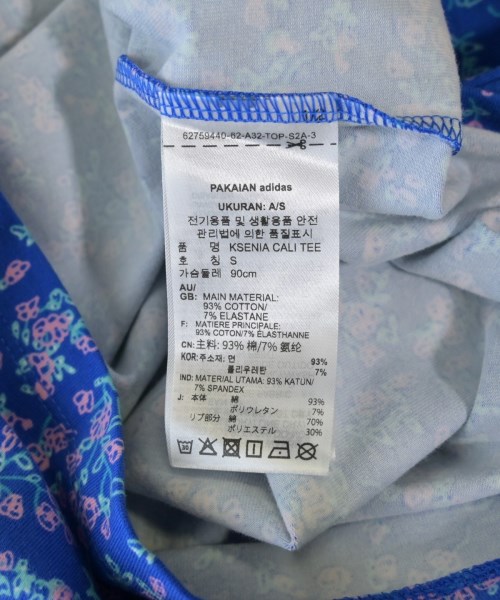 62759440-62-A32-TOP-S2A-3
PAKAIAN adidas
UKURAN: A/S
전기용품 및 생활용품 안전
관리법에 의한 품질표시
품 명 KSENIA CALI TEE
호 칭 S
가슴둘레 90cm
AU/
GB: MAIN MATERIAL:
93% COTTON/
7% ELASTANE
F: MATIERE PRINCIPALE:
93% COTON/7% ELASTHANNE
CN: 主料: 93% 棉/7% 氨纶
KOR: 주소재: 면 93%
폴리우레탄 7%
IND: MATERIAL UTAMA: 93% KATUN/
7% SPANDEX
J: 本体 綿 93%
ポリウレタン 7%
リブ部分 綿 70%
ポリエステル 30%